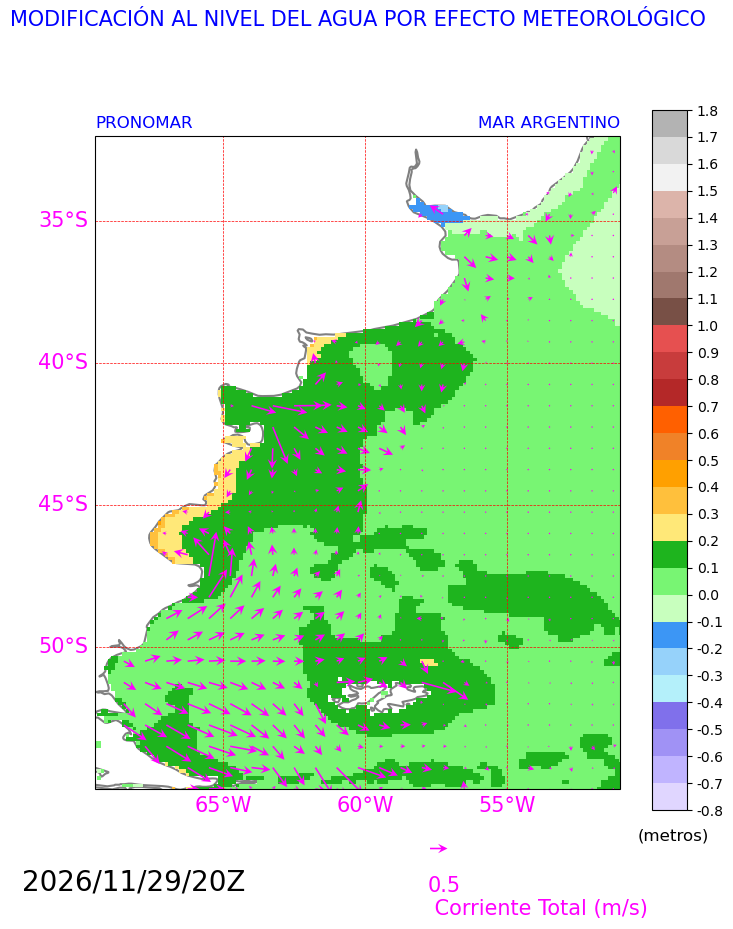 MODIFICACIÓN AL NIVEL DEL AGUA POR EFECTO METEOROLÓGICO
PRONOMAR MAR ARGENTINO
35°S
40°S
45°S
50°S
65°W 60°W 55°W
1.8
1.7
1.6
1.5
1.4
1.3
1.2
1.1
1.0
0.9
0.8
0.7
0.6
0.5
0.4
0.3
0.2
0.1
0.0
-0.1
-0.2
-0.3
-0.4
-0.5
-0.6
-0.7
-0.8
(metros)
2026/11/29/20Z
0.5
Corriente Total (m/s)